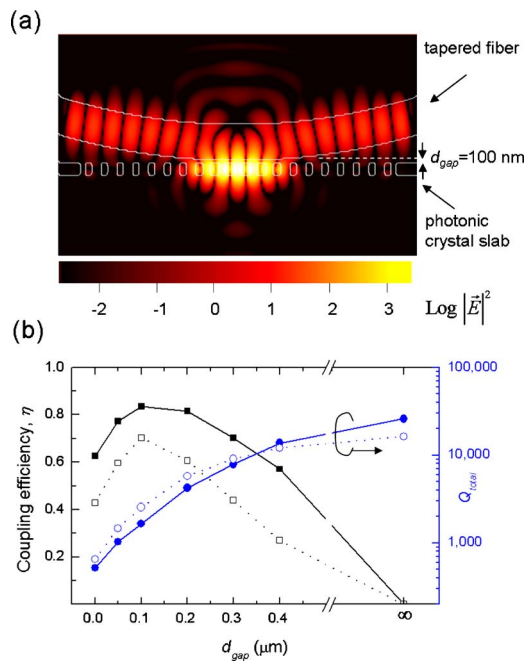 (a)
tapered fiber
d_gap=100 nm
photonic
crystal slab
-2 -1 0 1 2 3
Log |E⃗|²
(b)
1.0 0.8 0.6 0.4 0.2
Coupling efficiency, η
100,000 10,000 1,000
Q_total
0.0 0.1 0.2 0.3 0.4 ∞
d_gap (μm)